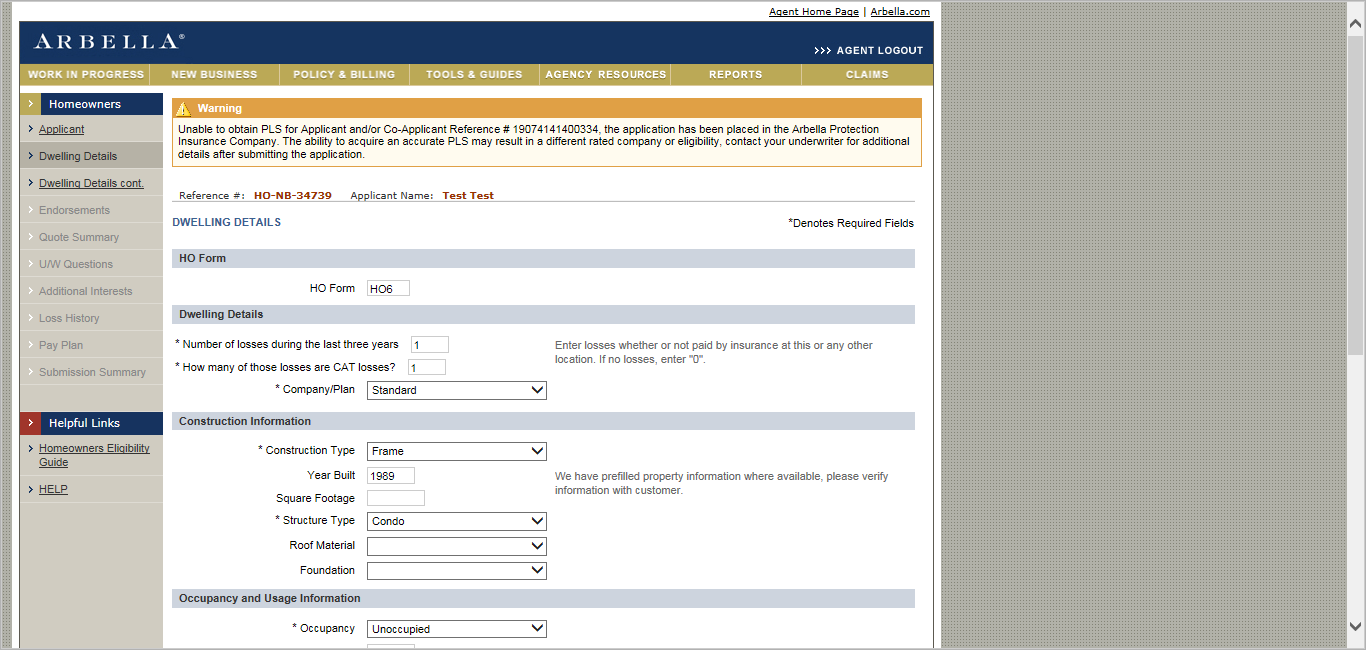 Agent Home Page | Arbella.com
ARBELLA®
>>> AGENT LOGOUT
WORK IN PROGRESS NEW BUSINESS POLICY & BILLING TOOLS & GUIDES AGENCY RESOURCES REPORTS CLAIMS
Homeowners
Applicant
Dwelling Details
Dwelling Details cont.
Endorsements
Quote Summary
U/W Questions
Additional Interests
Loss History
Pay Plan
Submission Summary
Helpful Links
Homeowners Eligibility
Guide
HELP
Warning
Unable to obtain PLS for Applicant and/or Co-Applicant Reference # 19074141400334, the application has been placed in the Arbella Protection
Insurance Company. The ability to acquire an accurate PLS may result in a different rated company or eligibility, contact your underwriter for additional
details after submitting the application.
Reference #: HO-NB-34739 Applicant Name: Test Test
DWELLING DETAILS *Denotes Required Fields
HO Form
HO Form HO6
Dwelling Details
* Number of losses during the last three years 1
Enter losses whether or not paid by insurance at this or any other
location. If no losses, enter "0".
* How many of those losses are CAT losses? 1
* Company/Plan Standard
Construction Information
* Construction Type Frame
Year Built 1989
We have prefilled property information where available, please verify
information with customer.
Square Footage
* Structure Type Condo
Roof Material
Foundation
Occupancy and Usage Information
* Occupancy Unoccupied